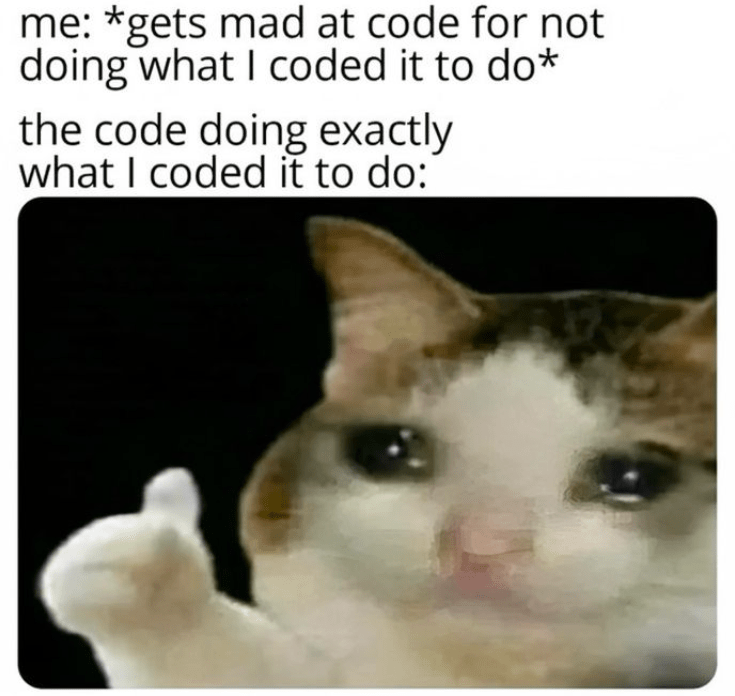 me: *gets mad at code for not
doing what I coded it to do*
the code doing exactly
what I coded it to do: